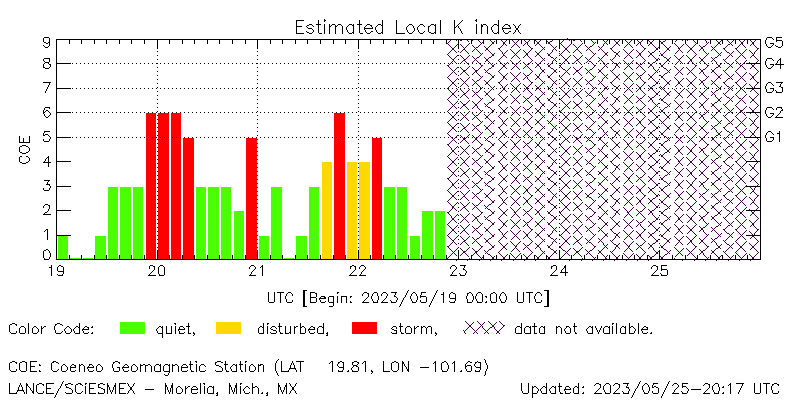 Estimated Local K index
9
8
7
6
5
4
3
2
1
0
COE
G5
G4
G3
G2
G1
19 20 21 22 23 24 25
UTC [Begin: 2023/05/19 00:00 UTC]
Color Code: quiet, disturbed, storm, data not available.
COE: Coeneo Geomagnetic Station (LAT 19.81, LON -101.69)
LANCE/SCiESMEX - Morelia, Mich., MX Updated: 2023/05/25-20:17 UTC